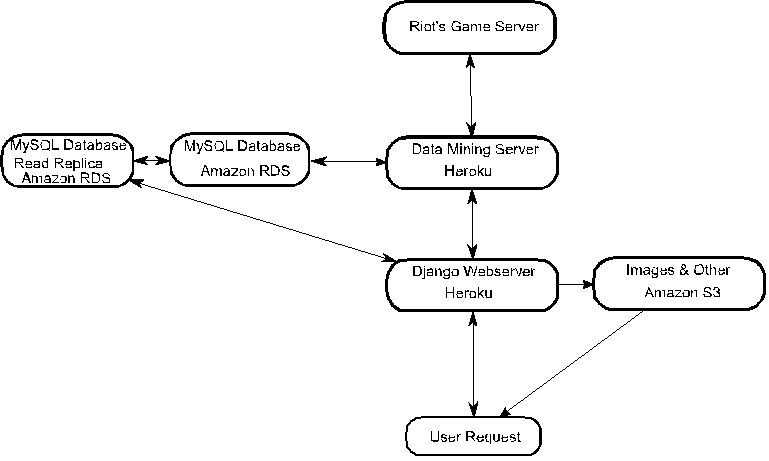 Riot's Game Server
MySQL Database
Read Replica
Amazon RDS
MySQL Database
Amazon RDS
Data Mining Server
Heroku
Django Webserver
Heroku
Images & Other
Amazon S3
User Request